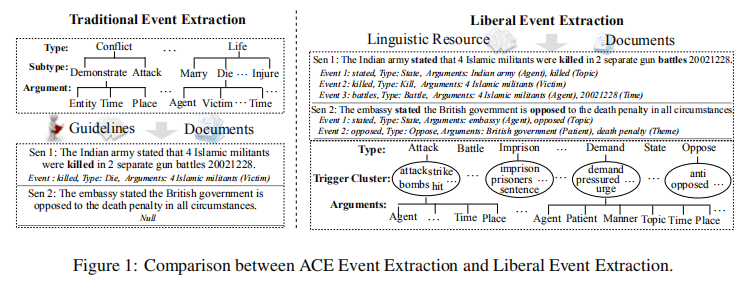 Traditional Event Extraction
Type: Conflict ... Life
Subtype: Demonstrate Attack ... Marry Die ... Injure
Argument: Entity Time Place ... Agent Victim ... Time
Guidelines Documents
Sen 1: The Indian army stated that 4 Islamic militants
were killed in 2 separate gun battles 20021228.
Event : killed, Type: Die, Arguments: 4 Islamic militants (Victim)
Sen 2: The embassy stated the British government is
opposed to the death penalty in all circumstances.
Null
Liberal Event Extraction
Linguistic Resource Documents
Sen 1: The Indian army stated that 4 Islamic militants were killed in 2 separate gun battles 20021228.
Event 1: stated, Type: State, Arguments: Indian army (Agent), killed (Topic)
Event 2: killed, Type: Kill, Arguments: 4 Islamic militants (Victim)
Event 3: battles, Type: Battle, Arguments: 4 Islamic militants (Agent), 20021228 (Time)
Sen 2: The embassy stated the British government is opposed to the death penalty in all circumstances.
Event 1: stated, Type: State, Arguments: embassy (Agent), opposed (Topic)
Event 2: opposed, Type: Oppose, Arguments: British government (Patient), death penalty (Theme)
Type: Attack Battle Imprison ... Demand State Oppose
Trigger Cluster: attack strike bombs hit ... imprison prisoners ... sentence ... demand pressured ... urge anti opposed ...
Arguments: Agent ... Time Place ... Agent Patient Manner Topic Time Place ...
Figure 1: Comparison between ACE Event Extraction and Liberal Event Extraction.